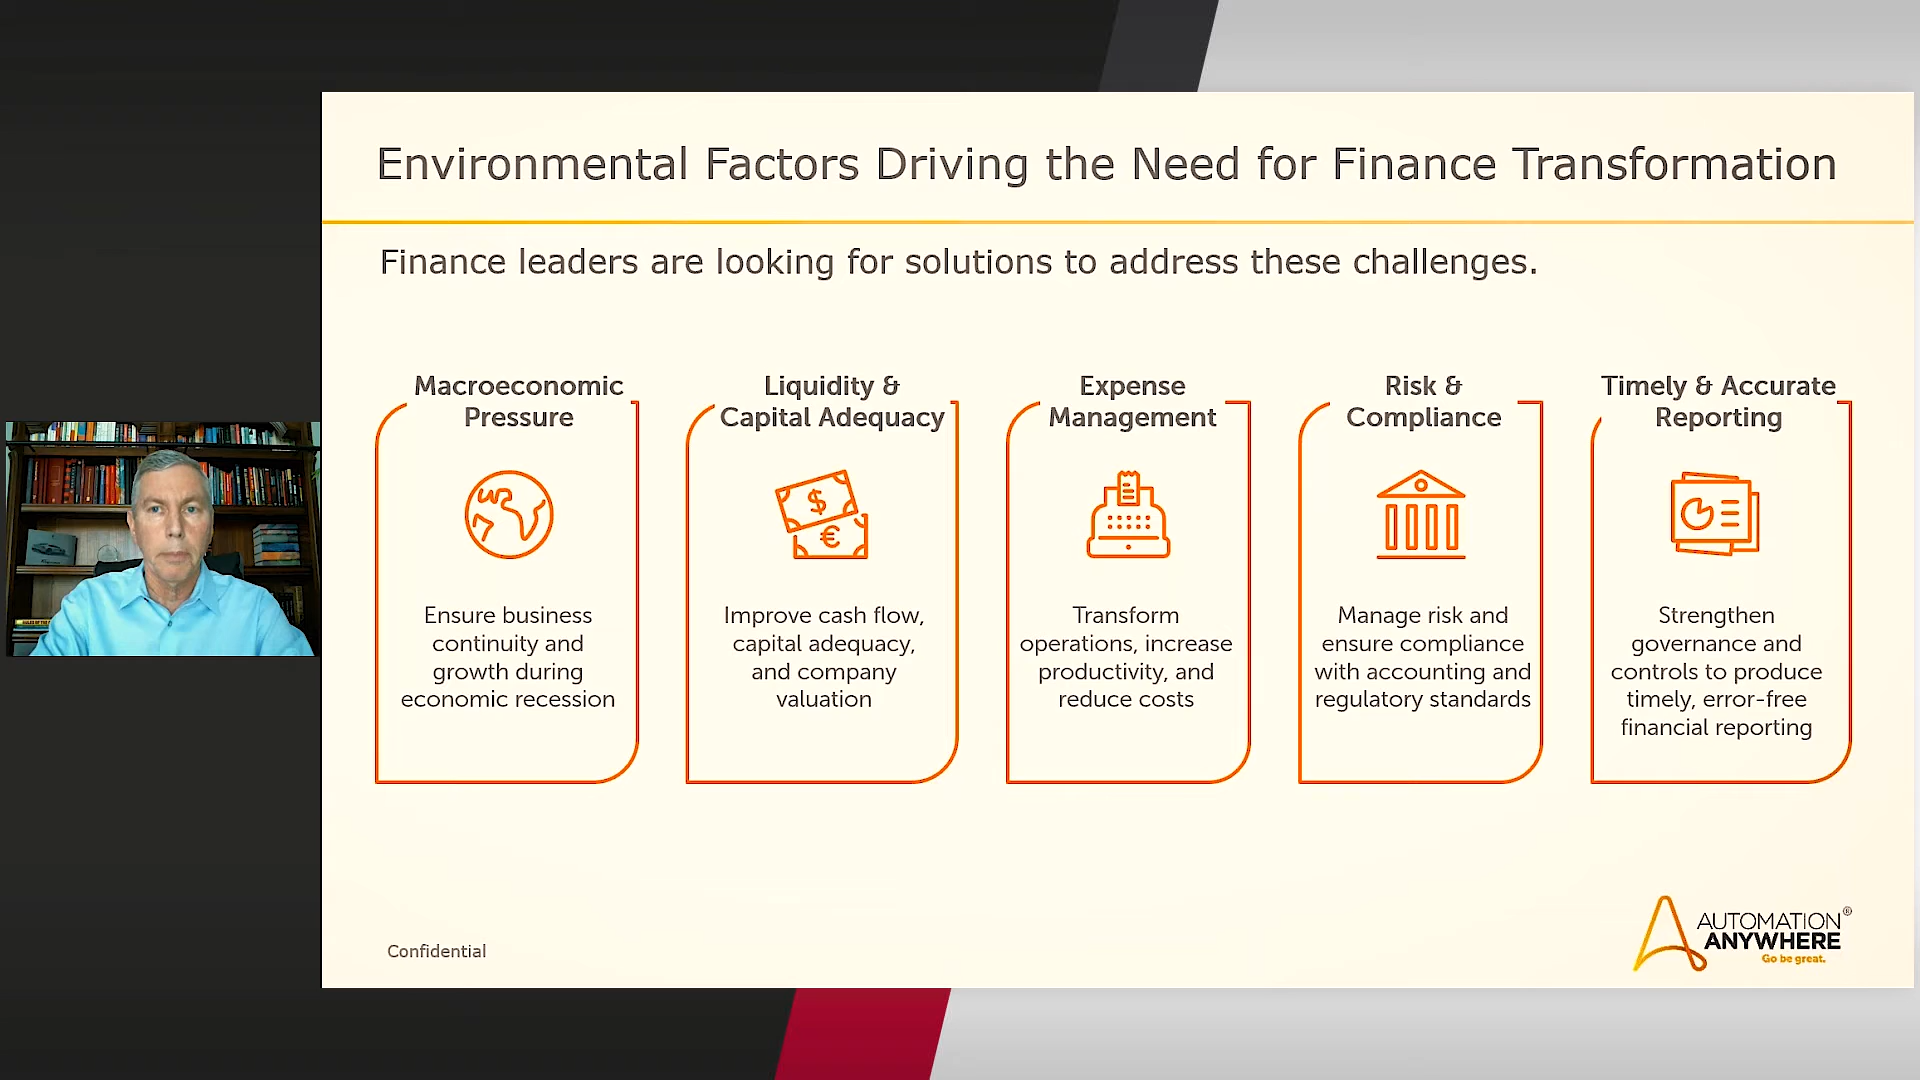 Environmental Factors Driving the Need for Finance Transformation
Finance leaders are looking for solutions to address these challenges.
Macroeconomic
Pressure
Ensure business
continuity and
growth during
economic recession
Liquidity &
Capital Adequacy
$
€
Improve cash flow,
capital adequacy,
and company
valuation
Expense
Management
Transform
operations, increase
productivity, and
reduce costs
Risk &
Compliance
Manage risk and
ensure compliance
with accounting and
regulatory standards
Timely & Accurate
Reporting
Strengthen
governance and
controls to produce
timely, error-free
financial reporting
Confidential
AUTOMATION®
ANYWHERE
Go be great.